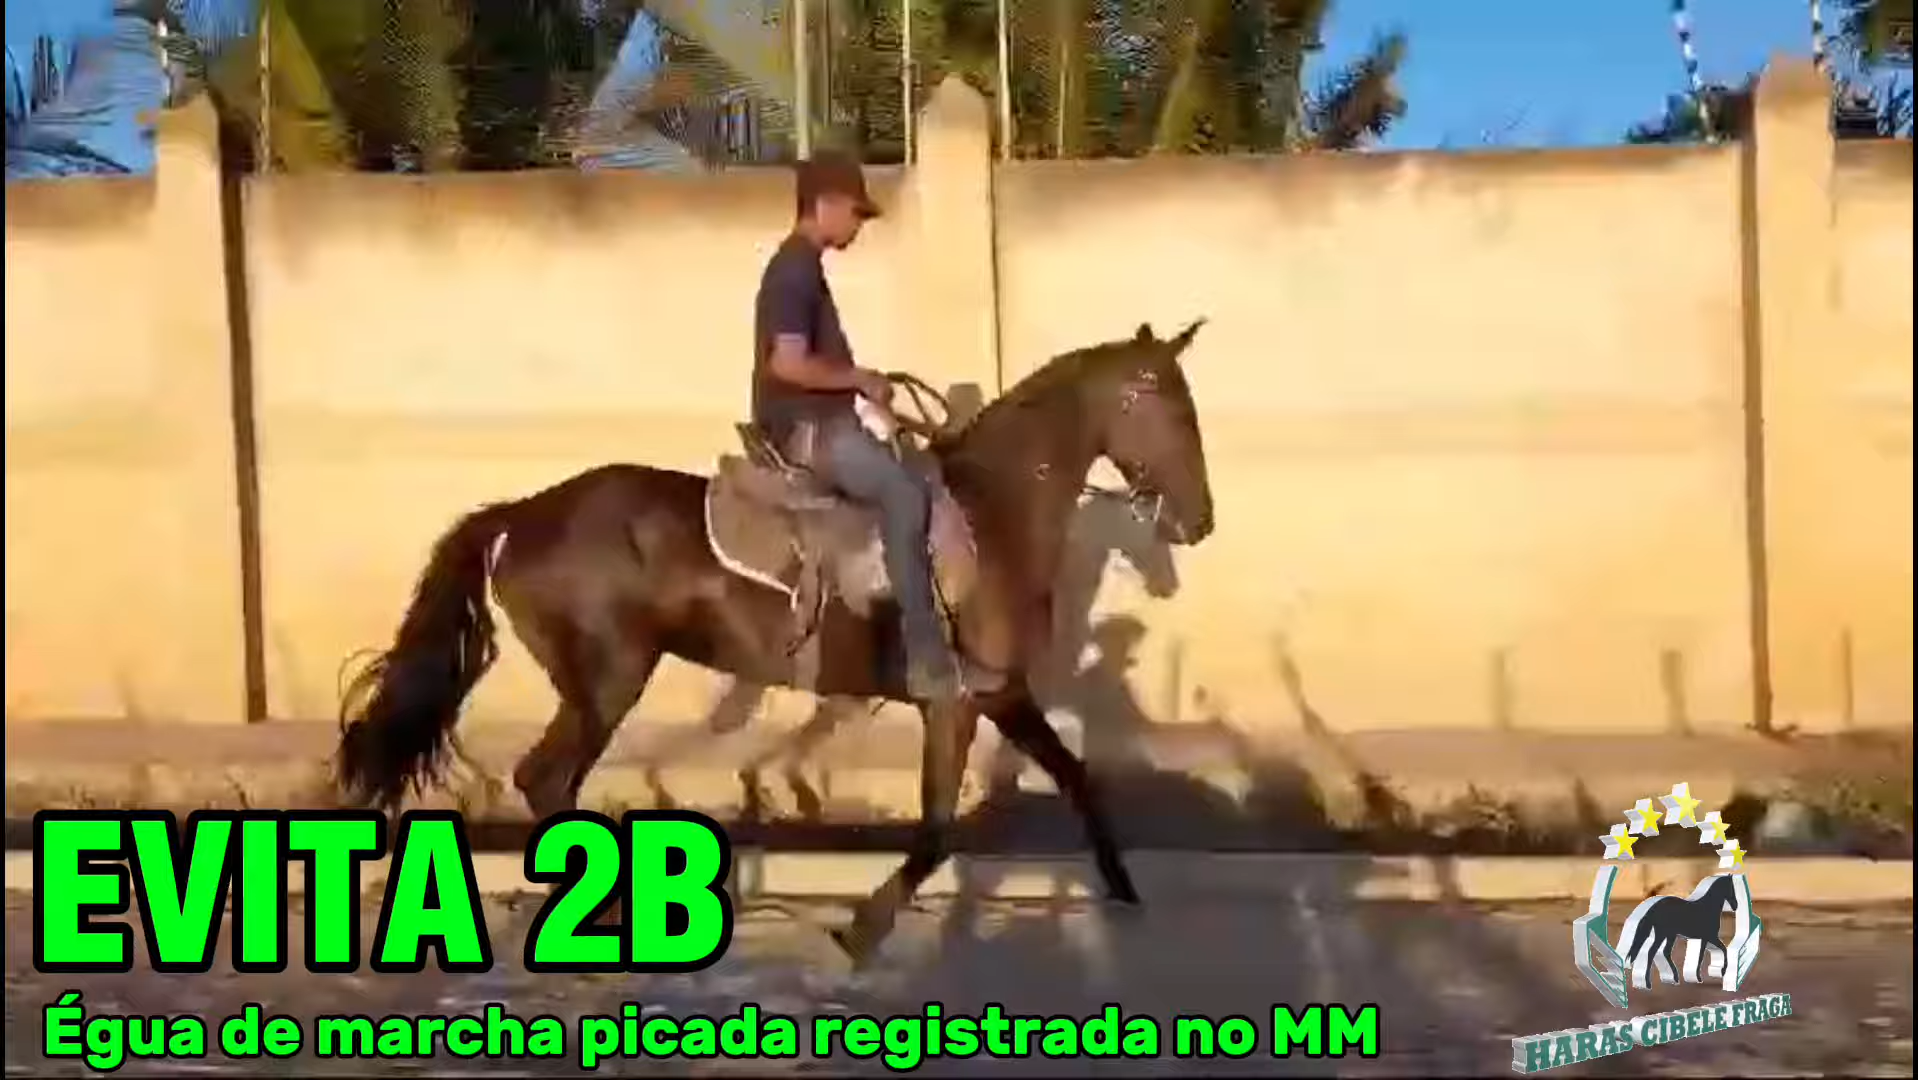 EVITA 2B
Égua de marcha picada registrada no MM
HARAS CIBELE FRAGA